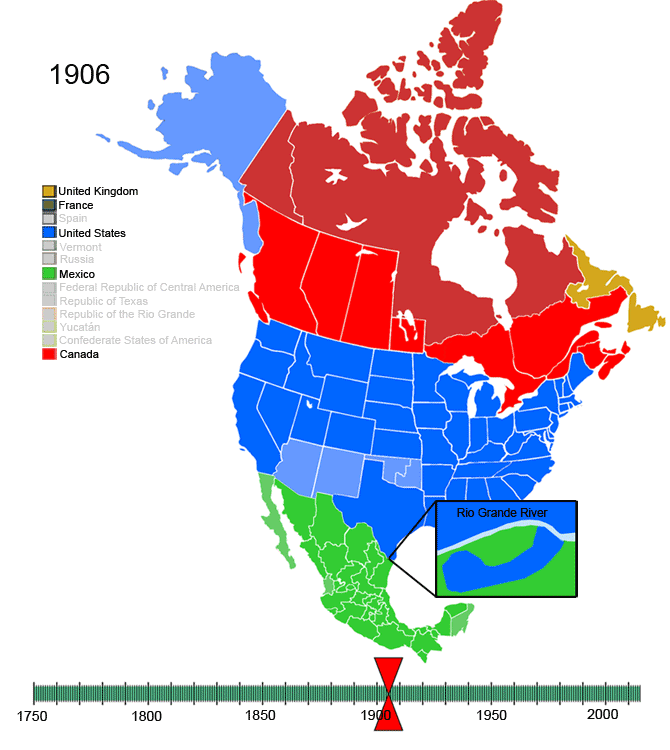 1906
United Kingdom
France
Spain
United States
Vermont
Russia
Mexico
Federal Republic of Central America
Republic of Texas
Republic of the Rio Grande
Yucatán
Confederate States of America
Canada
Rio Grande River
1750 1800 1850 1900 1950 2000